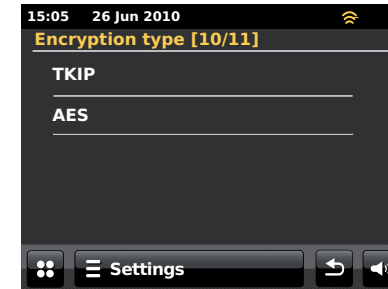 15:05 26 Jun 2010
Encryption type [10/11]
TKIP
AES
Settings